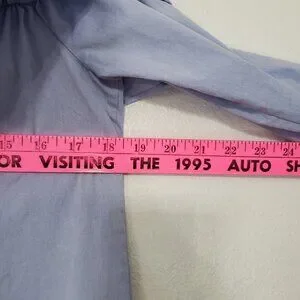 15 16 17 18 19 20 21 22 23 24
OR VISITING THE 1995 AUTO SH